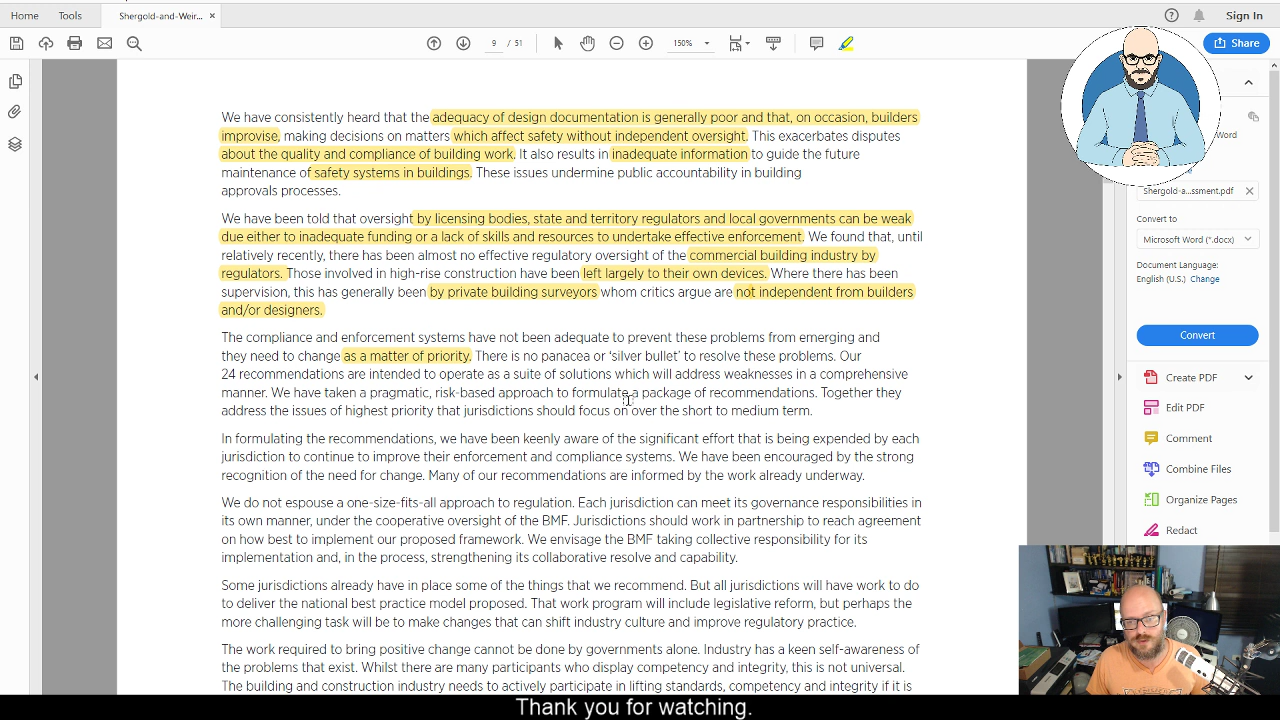 Home Tools Shergold-and-Weir... × Sign In
9 / 51 150% Share
We have consistently heard that the adequacy of design documentation is generally poor and that, on occasion, builders
improvise, making decisions on matters which affect safety without independent oversight. This exacerbates disputes
about the quality and compliance of building work. It also results in inadequate information to guide the future
maintenance of safety systems in buildings. These issues undermine public accountability in building
approvals processes.
We have been told that oversight by licensing bodies, state and territory regulators and local governments can be weak
due either to inadequate funding or a lack of skills and resources to undertake effective enforcement. We found that, until
relatively recently, there has been almost no effective regulatory oversight of the commercial building industry by
regulators. Those involved in high-rise construction have been left largely to their own devices. Where there has been
supervision, this has generally been by private building surveyors whom critics argue are not independent from builders
and/or designers.
The compliance and enforcement systems have not been adequate to prevent these problems from emerging and
they need to change as a matter of priority. There is no panacea or ‘silver bullet’ to resolve these problems. Our
24 recommendations are intended to operate as a suite of solutions which will address weaknesses in a comprehensive
manner. We have taken a pragmatic, risk-based approach to formulate a package of recommendations. Together they
address the issues of highest priority that jurisdictions should focus on over the short to medium term.
In formulating the recommendations, we have been keenly aware of the significant effort that is being expended by each
jurisdiction to continue to improve their enforcement and compliance systems. We have been encouraged by the strong
recognition of the need for change. Many of our recommendations are informed by the work already underway.
We do not espouse a one-size-fits-all approach to regulation. Each jurisdiction can meet its governance responsibilities in
its own manner, under the cooperative oversight of the BMF. Jurisdictions should work in partnership to reach agreement
on how best to implement our proposed framework. We envisage the BMF taking collective responsibility for its
implementation and, in the process, strengthening its collaborative resolve and capability.
Some jurisdictions already have in place some of the things that we recommend. But all jurisdictions will have work to do
to deliver the national best practice model proposed. That work program will include legislative reform, but perhaps the
more challenging task will be to make changes that can shift industry culture and improve regulatory practice.
The work required to bring positive change cannot be done by governments alone. Industry has a keen self-awareness of
the problems that exist. Whilst there are many participants who display competency and integrity, this is not universal.
The building and construction industry needs to actively participate in lifting standards, competency and integrity if it is
Word
Shergold-a...ssment.pdf ×
Convert to
Microsoft Word (*.docx)
Document Language:
English (U.S.) Change
Convert
Create PDF
Edit PDF
Comment
Combine Files
Organize Pages
Redact
Thank you for watching.